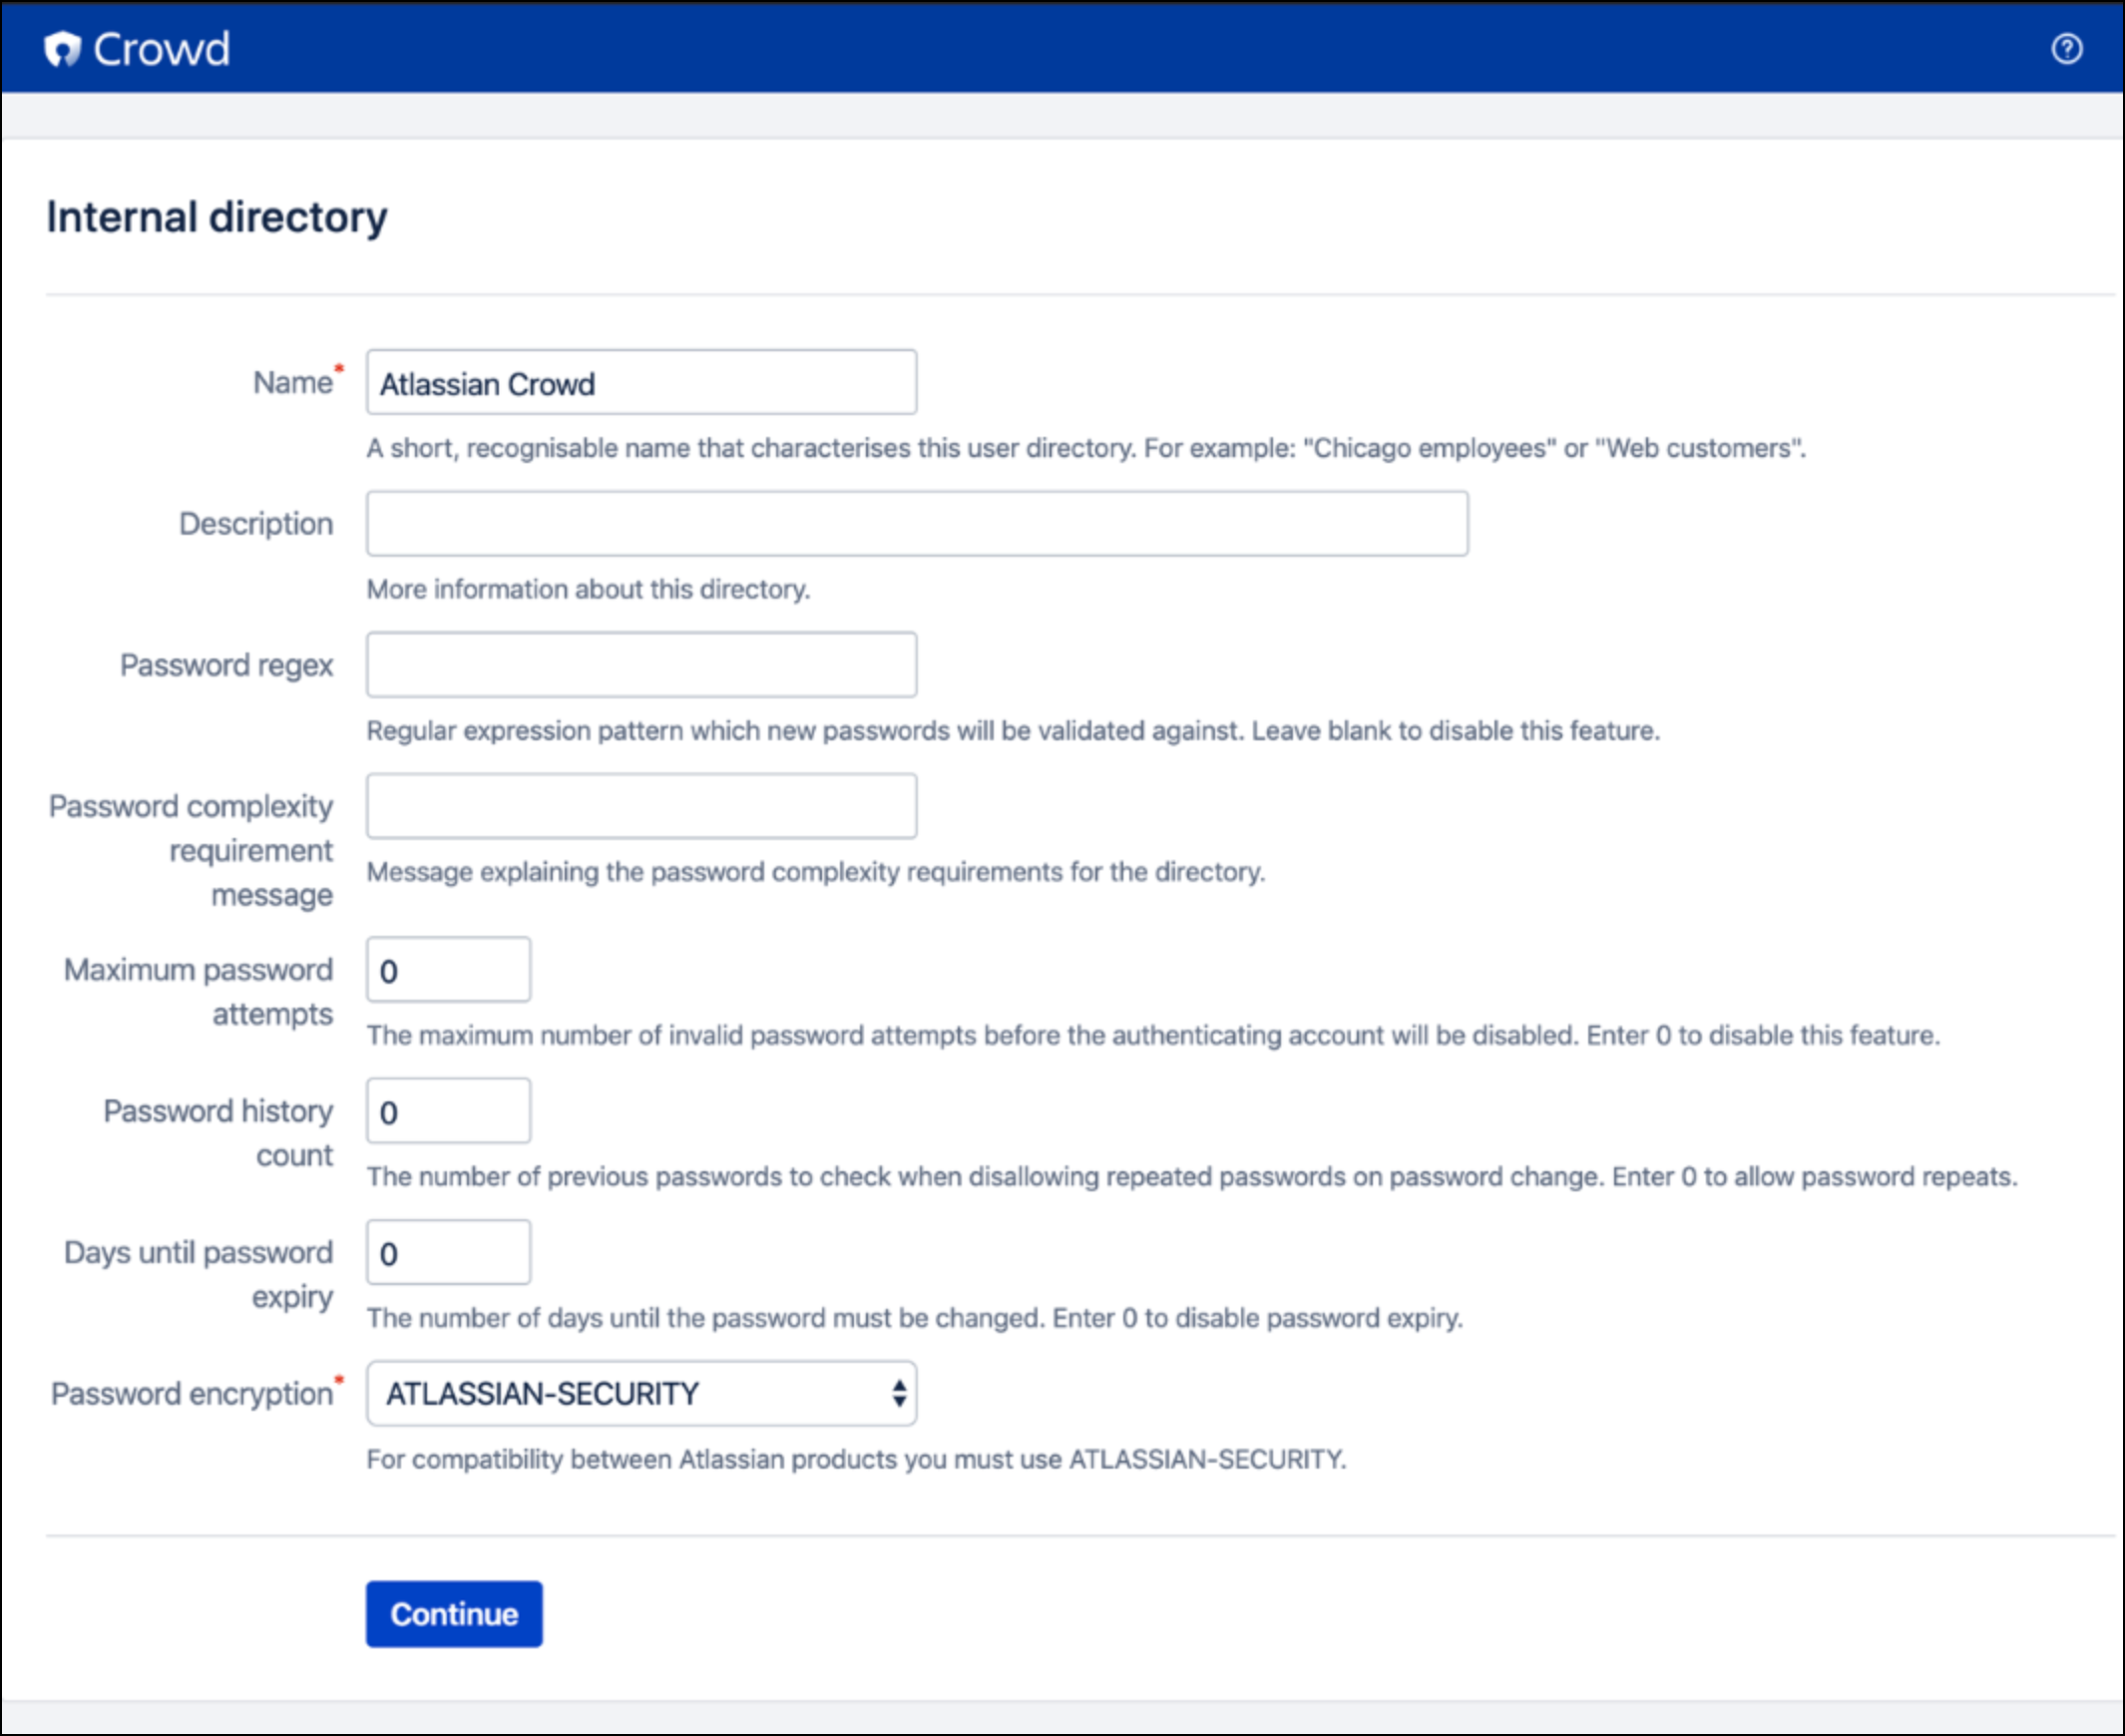 Crowd
Internal directory
Name*
Atlassian Crowd
A short, recognisable name that characterises this user directory. For example: "Chicago employees" or "Web customers".
Description
More information about this directory.
Password regex
Regular expression pattern which new passwords will be validated against. Leave blank to disable this feature.
Password complexity
requirement
message
Message explaining the password complexity requirements for the directory.
Maximum password
attempts
0
The maximum number of invalid password attempts before the authenticating account will be disabled. Enter 0 to disable this feature.
Password history
count
0
The number of previous passwords to check when disallowing repeated passwords on password change. Enter 0 to allow password repeats.
Days until password
expiry
0
The number of days until the password must be changed. Enter 0 to disable password expiry.
Password encryption*
ATLASSIAN-SECURITY
For compatibility between Atlassian products you must use ATLASSIAN-SECURITY.
Continue